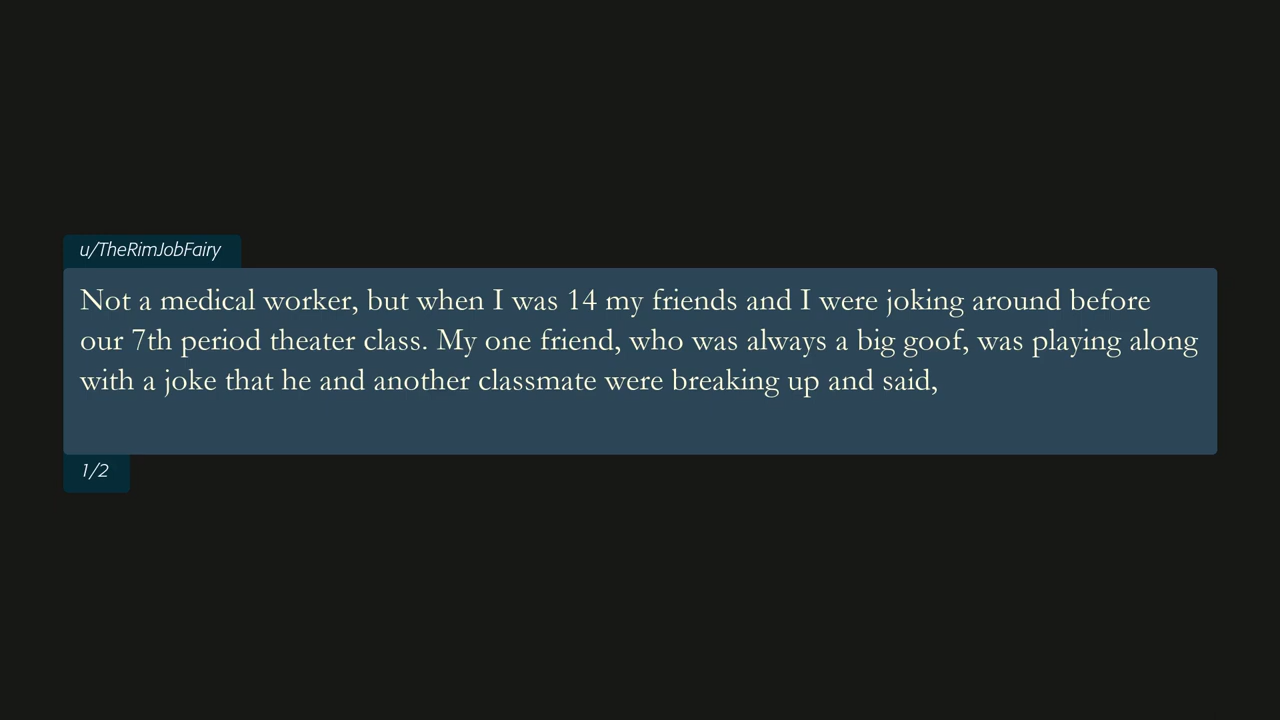 u/TheRimJobFairy
Not a medical worker, but when I was 14 my friends and I were joking around before
our 7th period theater class. My one friend, who was always a big goof, was playing along
with a joke that he and another classmate were breaking up and said,
1/2